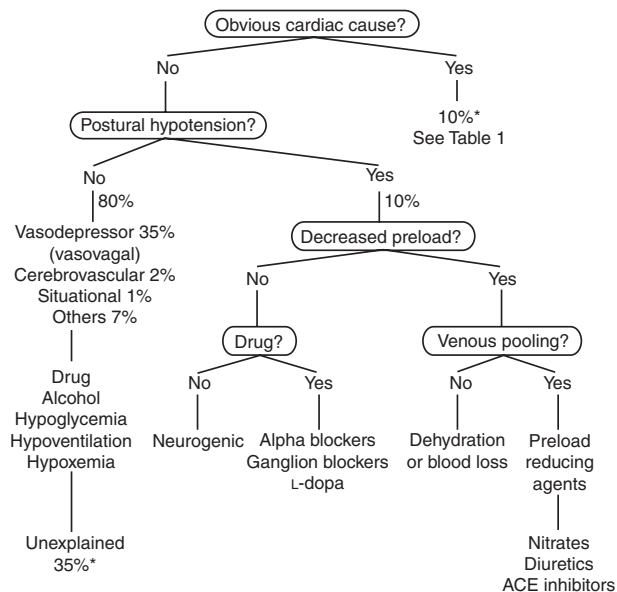 Obvious cardiac cause?
No
Yes
10%*
See Table 1
Postural hypotension?
No
80%
Yes
10%
Vasodepressor 35%
(vasovagal)
Cerebrovascular 2%
Situational 1%
Others 7%
Drug
Alcohol
Hypoglycemia
Hypoventilation
Hypoxemia
Unexplained
35%*
Decreased preload?
No
Yes
Drug?
No
Yes
Neurogenic
Alpha blockers
Ganglion blockers
L-dopa
Venous pooling?
No
Yes
Dehydration
or blood loss
Preload
reducing
agents
Nitrates
Diuretics
ACE inhibitors